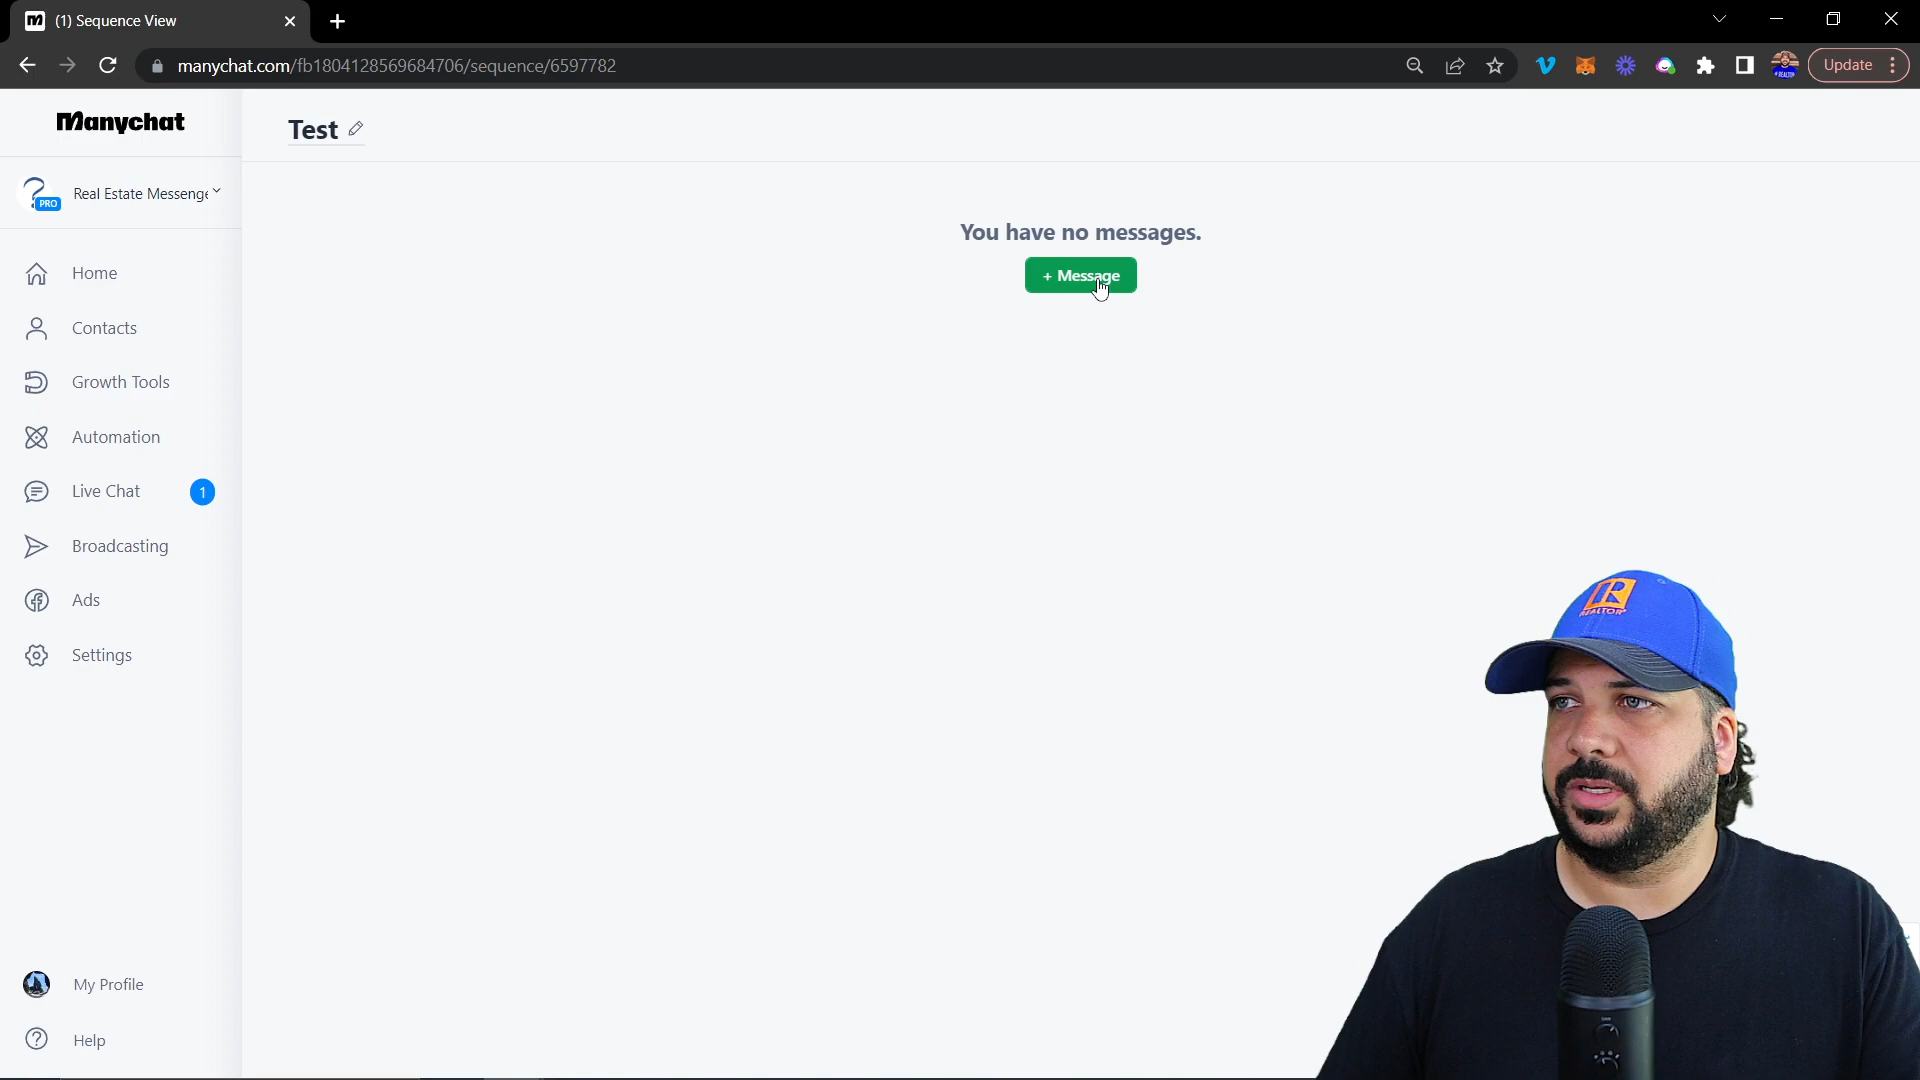 (1) Sequence View
manychat.com/fb1804128569684706/sequence/6597782
Update
Manychat
Test
PRO
Real Estate Messenge
You have no messages.
+ Message
Home
Contacts
Growth Tools
Automation
Live Chat 1
Broadcasting
Ads
Settings
R
REALTOR
My Profile
Help